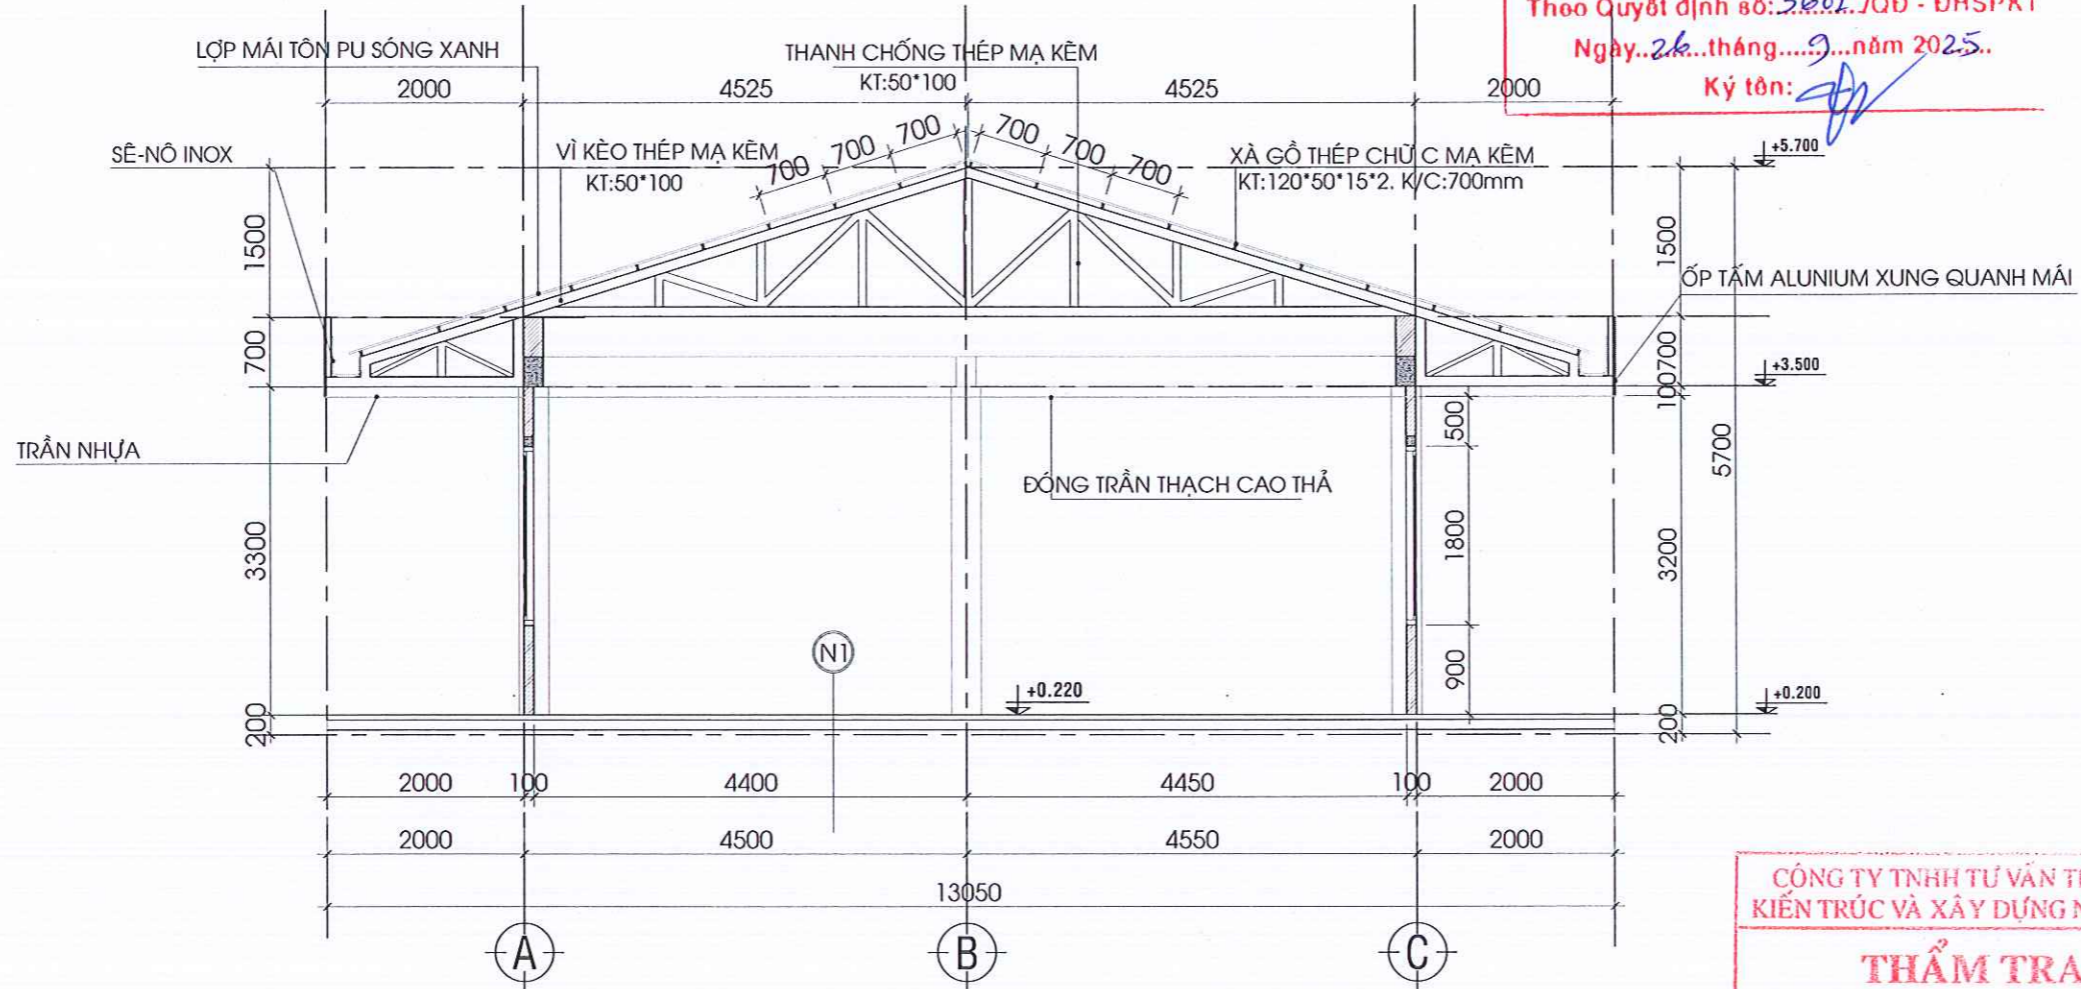 Theo Quyết định số: 3602 /QĐ - ĐHSPKT
Ngày 26 tháng 9 năm 2025
Ký tên:
LỢP MÁI TÔN PU SÓNG XANH
THANH CHỐNG THÉP MẠ KẼM
KT:50*100
2000 4525 4525 2000
SÊ-NÔ INOX
VÌ KÈO THÉP MẠ KẼM
KT:50*100
700 700 700 700 700 700
XÀ GỒ THÉP CHỮ C MẠ KẼM
KT:120*50*15*2. K/C:700mm
+5.700
1500
1500
ỐP TẤM ALUNIUM XUNG QUANH MÁI
700
700
+3.500
100
TRẦN NHỰA
500
5700
ĐÓNG TRẦN THẠCH CAO THẢ
3300
1800
3200
N1
900
+0.220
+0.200
200
200
2000 100 4400 4450 100 2000
2000 4500 4550 2000
13050
A B C
CÔNG TY TNHH TƯ VẤN
KIẾN TRÚC VÀ XÂY DỰNG
THẨM TRA